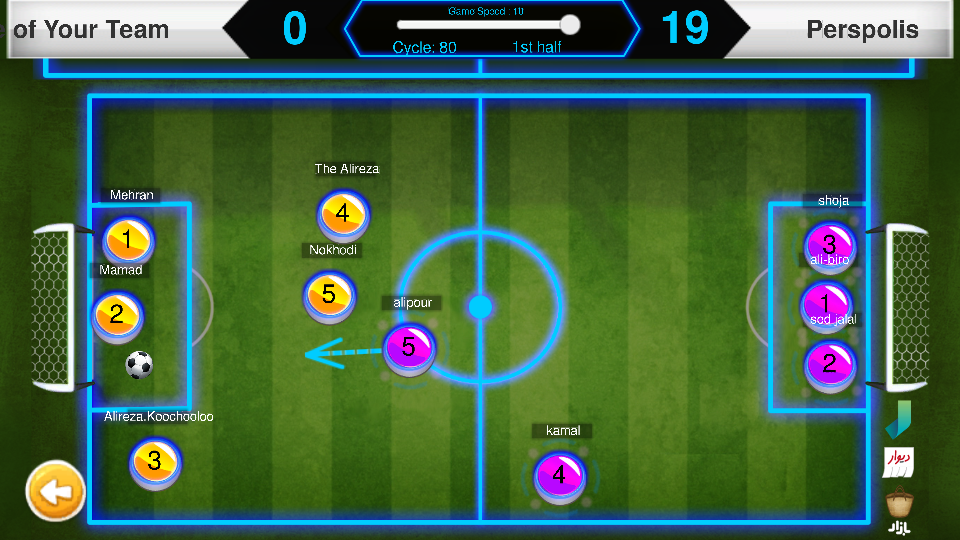 of Your Team
0
Game Speed : 10
Cycle: 80
1st half
19
Perspolis
The Alireza
4
Mehran
1
shoja
3
Nokhodi
5
Mamad
2
ali-biro
1
alipour
5
sed jalal
2
Alireza.Koochooloo
3
kamal
4
دیوار
بازار